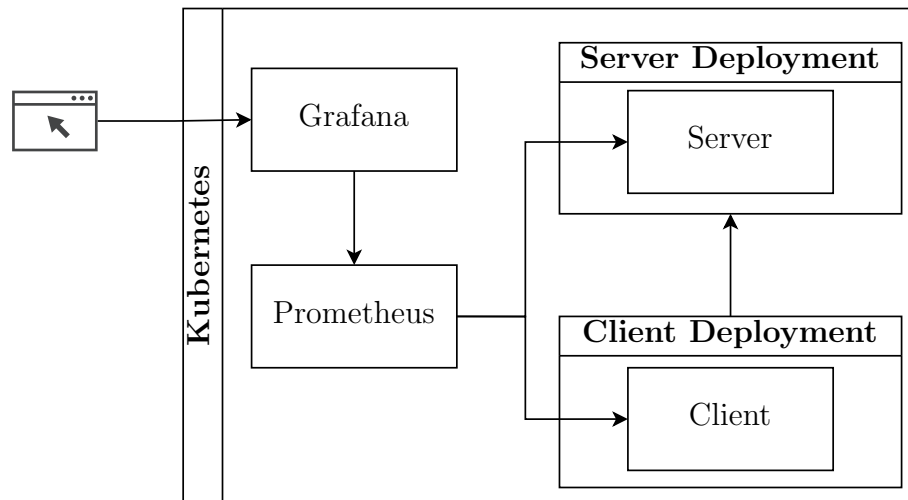 Kubernetes
Grafana
Prometheus
Server Deployment
Server
Client Deployment
Client